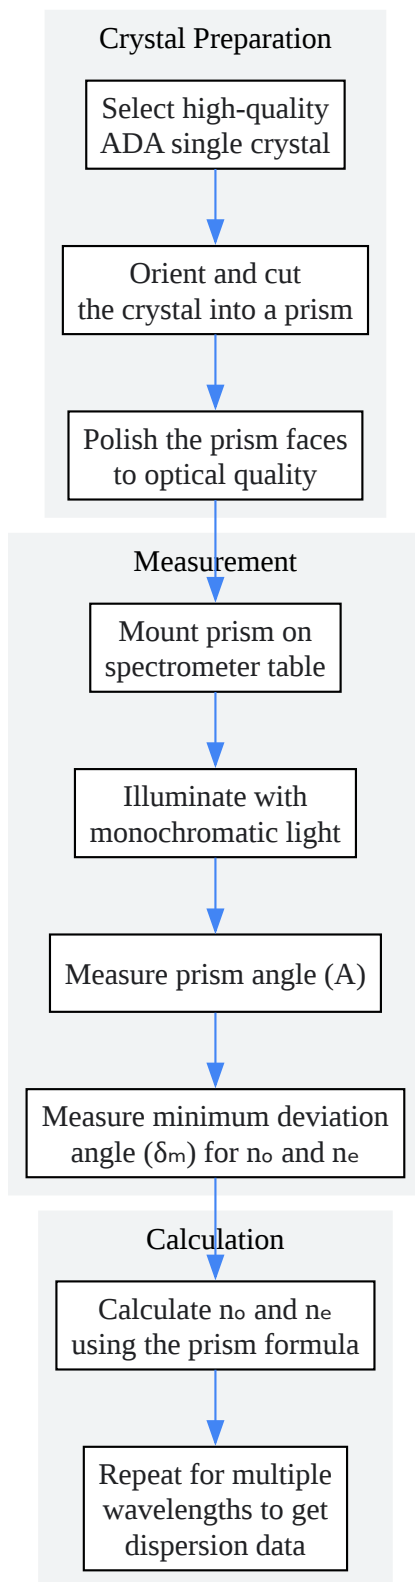 Crystal Preparation
Select high-quality
ADA single crystal
Orient and cut
the crystal into a prism
Polish the prism faces
to optical quality
Measurement
Mount prism on
spectrometer table
Illuminate with
monochromatic light
Measure prism angle (A)
Measure minimum deviation
angle (δₘ) for nₒ and nₑ
Calculation
Calculate nₒ and nₑ
using the prism formula
Repeat for multiple
wavelengths to get
dispersion data